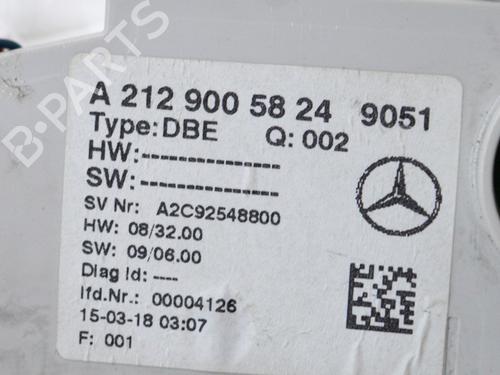 B-PARTS
A 212 900 58 24 9051
Type: DBE Q: 002
HW:---------------
SW:---------------
SV Nr: A2C92548800
HW: 08/32.00
SW: 09/06.00
Diag Id: ----
lfd.Nr.: 00004126
15-03-18 03:07
F: 001